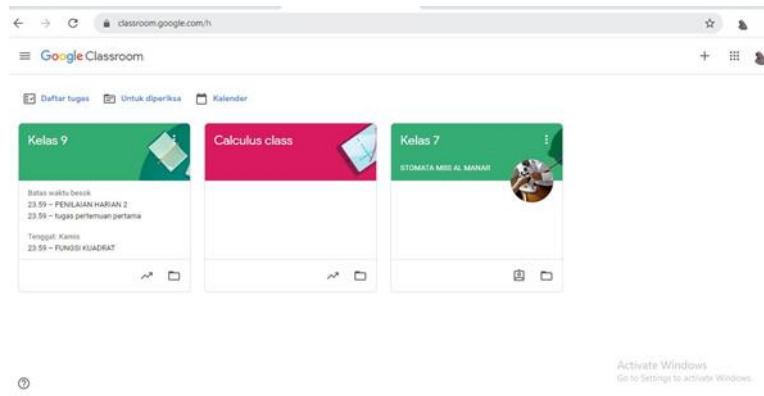 classroom.google.com/h
Google Classroom
Daftar tugas
Untuk diperiksa
Kalender
Kelas 9
Batas waktu besok
23.59 – PENILAIAN HARIAN 2
23.59 – tugas pertemuan pertama
Tenggat: Kamis
23.59 – FUNGSI KUADRAT
Calculus class
Kelas 7
STOMATA MISS AL MANAR
Activate Windows
Go to Settings to activate Windows.